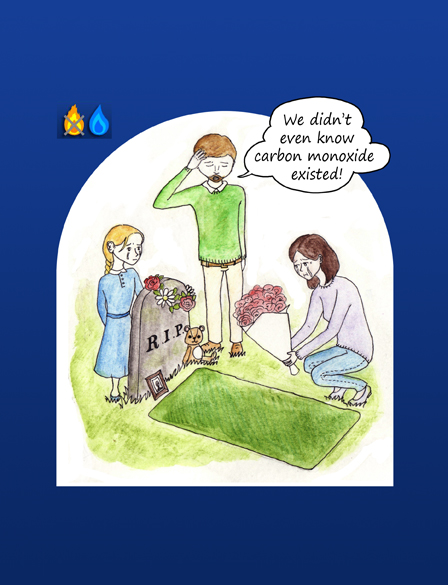 We didn't
even know
carbon monoxide
existed!
R.I.P.